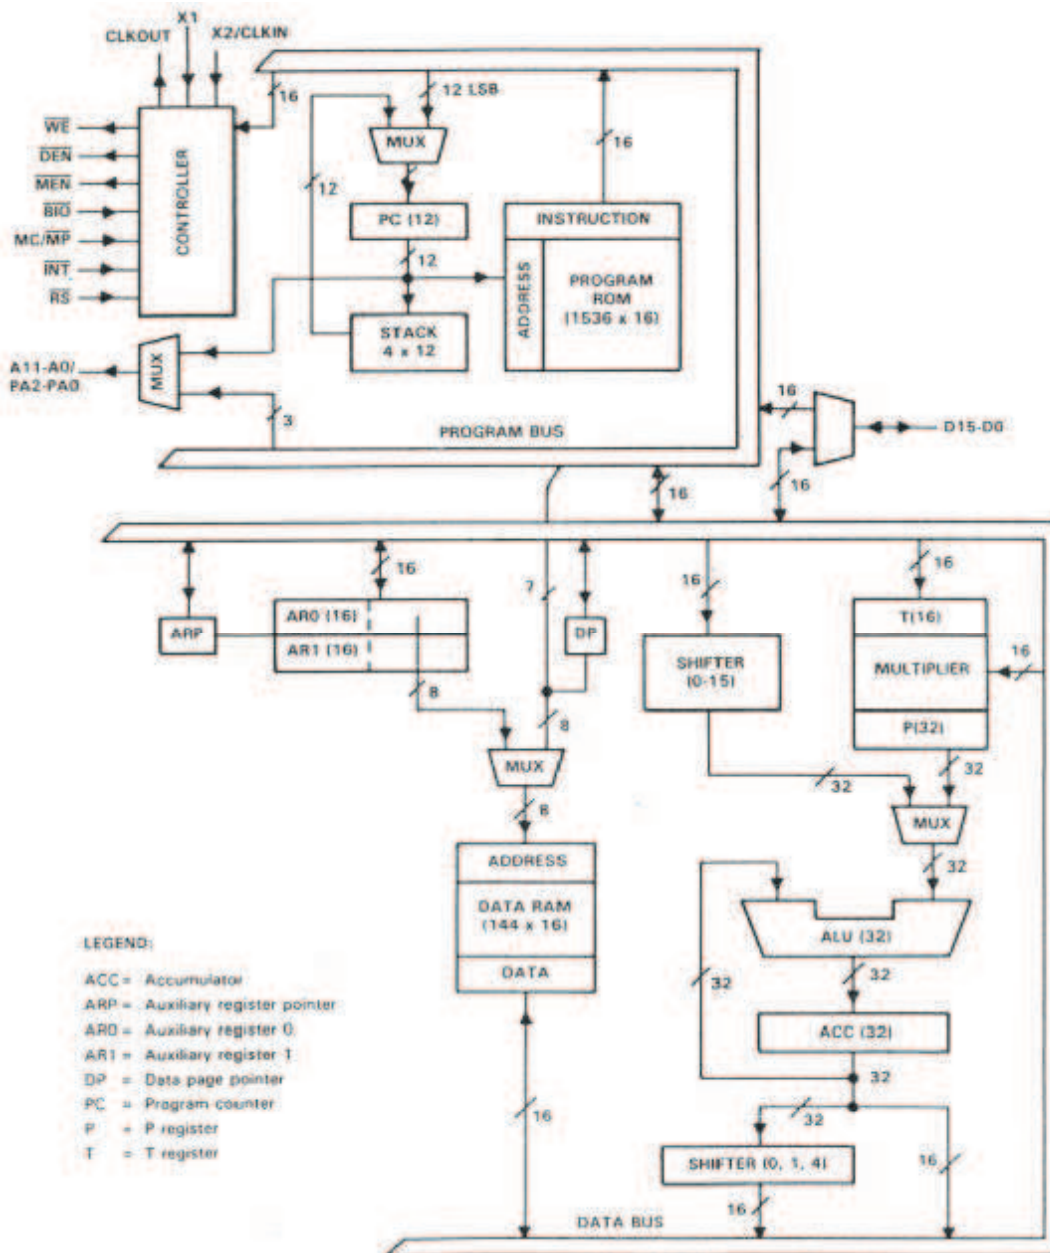 X1
CLKOUT
X2/CLKIN
16
12 LSB
WE
DEN
MEN
BIO
MC/MP
INT
RS
CONTROLLER
MUX
16
12
PC (12)
INSTRUCTION
12
ADDRESS
PROGRAM
ROM
(1536 x 16)
STACK
4 x 12
A11-A0/
PA2-PA0
MUX
3
PROGRAM BUS
16
D15-D0
16
16
16
7
16
16
ARP
AR0 (16)
AR1 (16)
DP
SHIFTER
(0-15)
T(16)
MULTIPLIER
P(32)
16
8
8
MUX
32
32
8
MUX
32
ADDRESS
DATA RAM
(144 x 16)
DATA
ALU (32)
32
32
ACC (32)
32
32
16
SHIFTER (0, 1, 4)
16
16
DATA BUS
LEGEND:
ACC = Accumulator
ARP = Auxiliary register pointer
AR0 = Auxiliary register 0
AR1 = Auxiliary register 1
DP = Data page pointer
PC = Program counter
P = P register
T = T register